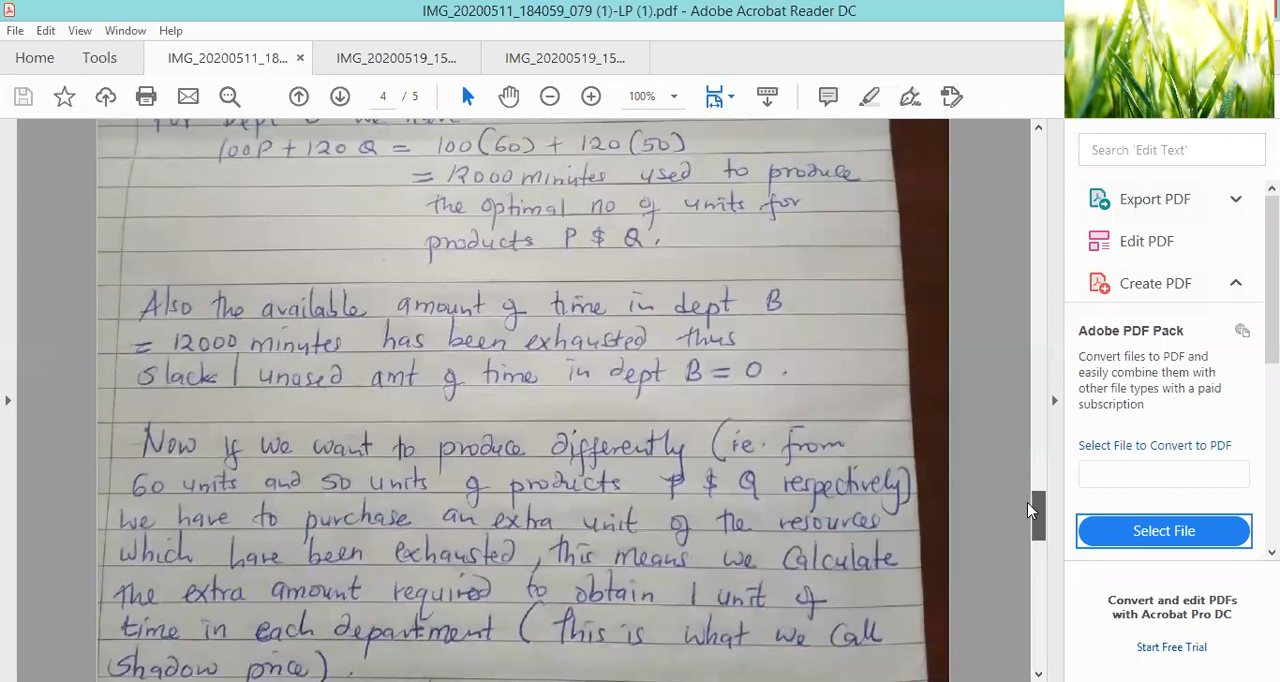 IMG_20200511_184059_079 (1)-LP (1).pdf - Adobe Acrobat Reader DC
File Edit View Window Help
Home Tools IMG_20200511_18... × IMG_20200519_15... IMG_20200519_15...
4 / 5 100%
for Dept
100P + 120Q = 100(60) + 120(50)
= 12000 minutes used to produce
the optimal no of units for
products P $ Q.
Also the available amount of time in dept B
= 12000 minutes has been exhausted thus
Slack / unused amt of time in dept B = 0.
Now if we want to produce differently (ie. from
60 units and 50 units of products P $ Q respectively)
we have to purchase an extra unit of the resources
which have been exhausted, this means we Calculate
the extra amount required to obtain 1 unit of
time in each department (this is what we Call
Shadow price).
Search 'Edit Text'
Export PDF
Edit PDF
Create PDF
Adobe PDF Pack
Convert files to PDF and
easily combine them with
other file types with a paid
subscription
Select File to Convert to PDF
Select File
Convert and edit PDFs
with Acrobat Pro DC
Start Free Trial